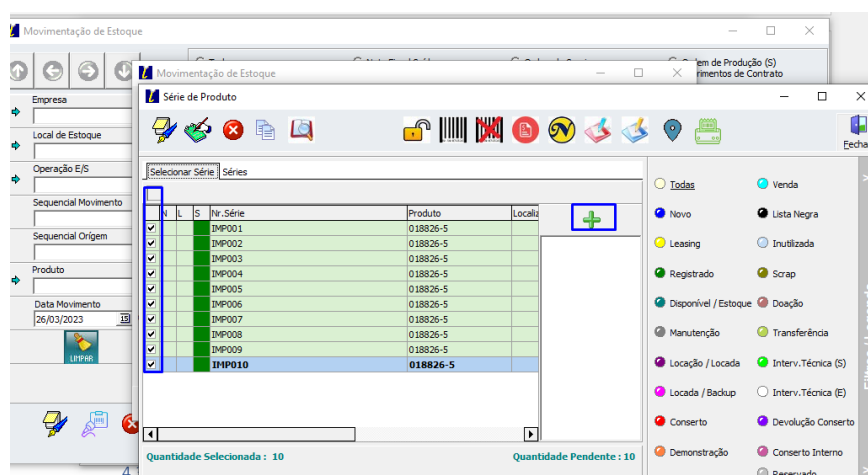 Movimentação de Estoque
Movimentação de Estoque
Série de Produto
em de Produção (S)
rimentos de Contrato
Empresa
Local de Estoque
Operação E/S
Sequencial Movimento
Sequencial Orígem
Produto
Data Movimento
26/03/2023
15
LIMPAR
Fecha
Selecionar Série
Séries
N L S Nr.Série Produto Localiz
IMP001 018826-5
IMP002 018826-5
IMP003 018826-5
IMP004 018826-5
IMP005 018826-5
IMP006 018826-5
IMP007 018826-5
IMP008 018826-5
IMP009 018826-5
IMP010 018826-5
Quantidade Selecionada : 10
Quantidade Pendente : 10
Todas
Venda
Novo
Lista Negra
Leasing
Inutilizada
Registrado
Scrap
Disponível / Estoque
Doação
Manutenção
Transferência
Locação / Locada
Interv.Técnica (S)
Locada / Backup
Interv.Técnica (E)
Conserto
Devolução Conserto
Demonstração
Conserto Interno
Reservado